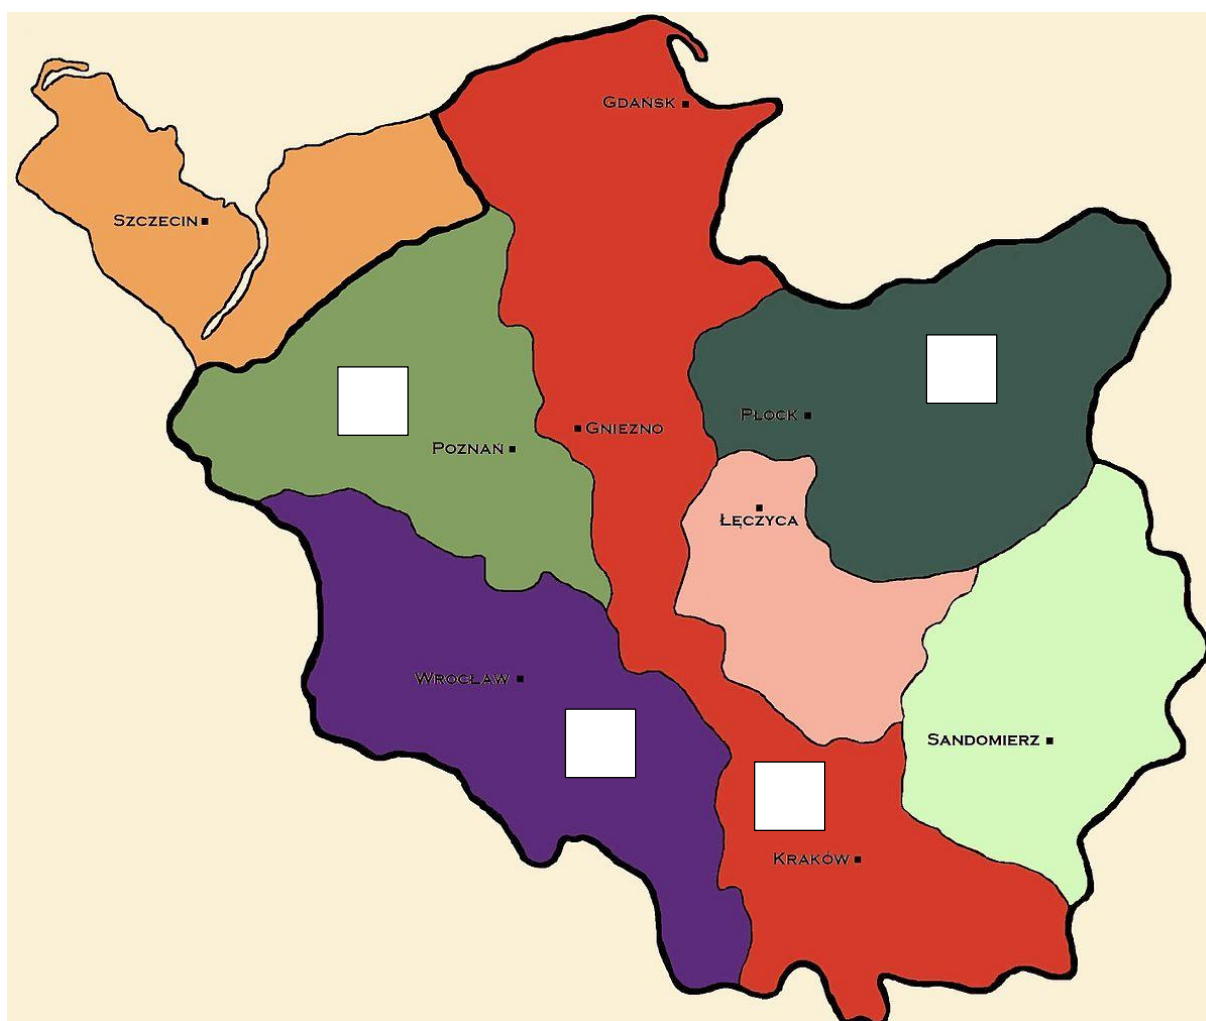 GDAŃSK
SZCZECIN
PŁOCK
GNIEZNO
POZNAŃ
ŁĘCZYCA
WROCŁAW
SANDOMIERZ
KRAKÓW